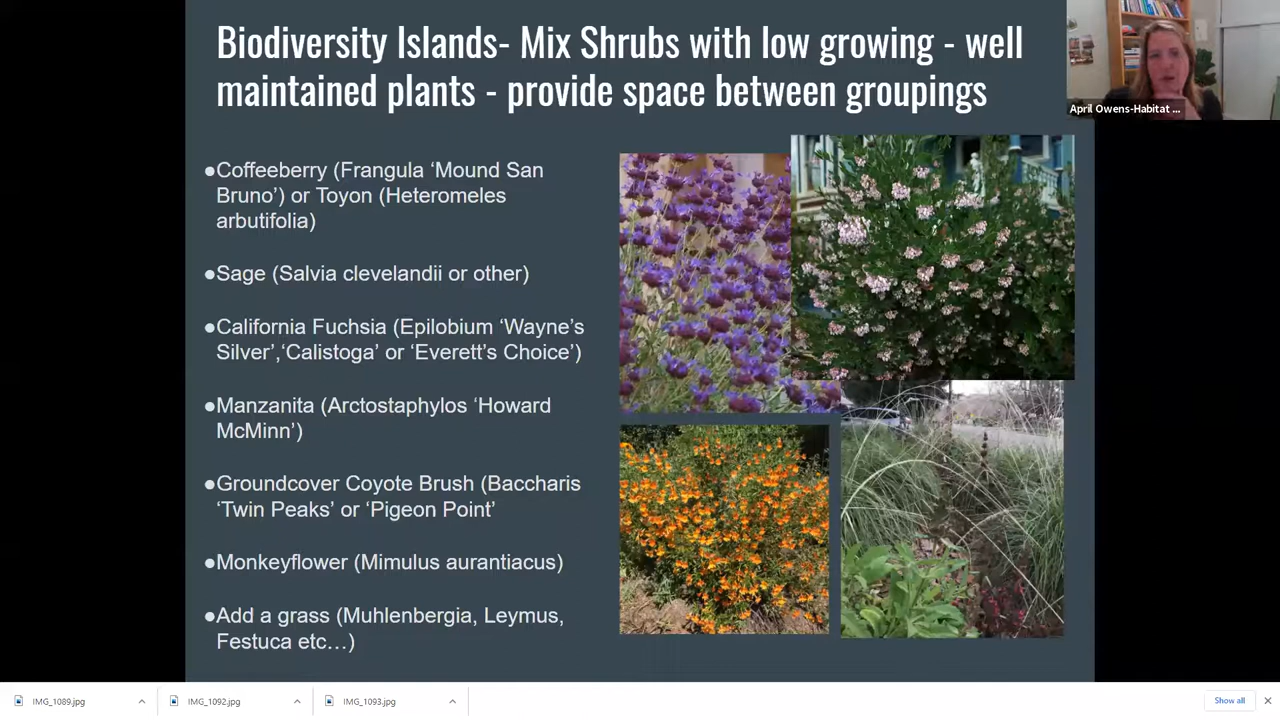 Biodiversity Islands- Mix Shrubs with low growing - well
maintained plants - provide space between groupings
April Owens-Habitat ...
●Coffeeberry (Frangula ‘Mound San
Bruno’) or Toyon (Heteromeles
arbutifolia)
●Sage (Salvia clevelandii or other)
●California Fuchsia (Epilobium ‘Wayne’s
Silver’,‘Calistoga’ or ‘Everett’s Choice’)
●Manzanita (Arctostaphylos ‘Howard
McMinn’)
●Groundcover Coyote Brush (Baccharis
‘Twin Peaks’ or ‘Pigeon Point’
●Monkeyflower (Mimulus aurantiacus)
●Add a grass (Muhlenbergia, Leymus,
Festuca etc…)
IMG_1089.jpg
IMG_1092.jpg
IMG_1093.jpg
Show all